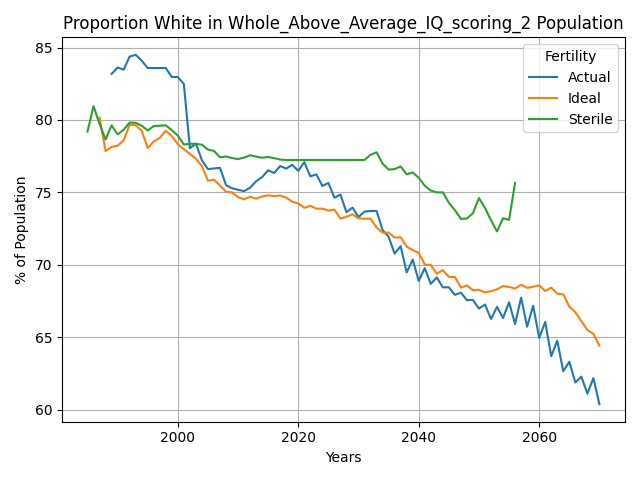 Proportion White in Whole_Above_Average_IQ_scoring_2 Population
85
80
75
70
65
60
% of Population
Fertility
Actual
Ideal
Sterile
2000
2020
2040
2060
Years